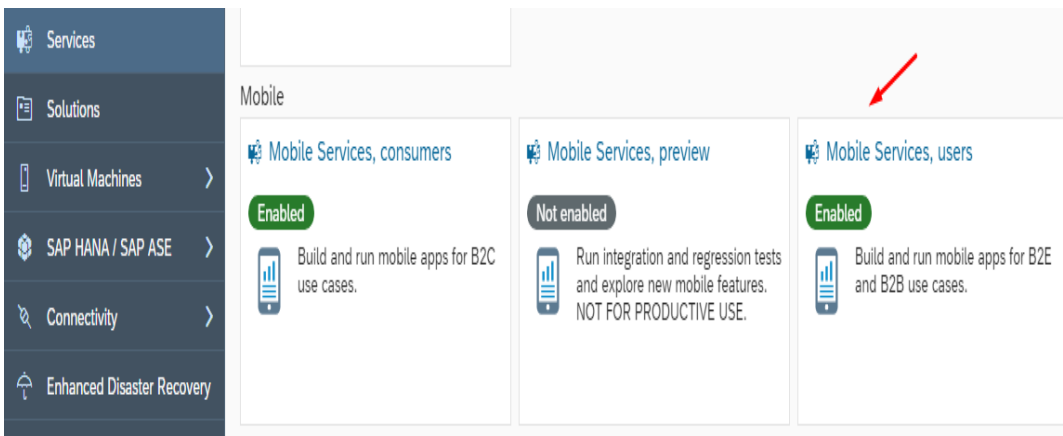 Services
Solutions
Virtual Machines
SAP HANA / SAP ASE
Connectivity
Enhanced Disaster Recovery
Mobile
Mobile Services, consumers
Enabled
Build and run mobile apps for B2C
use cases.
Mobile Services, preview
Not enabled
Run integration and regression tests
and explore new mobile features.
NOT FOR PRODUCTIVE USE.
Mobile Services, users
Enabled
Build and run mobile apps for B2E
and B2B use cases.